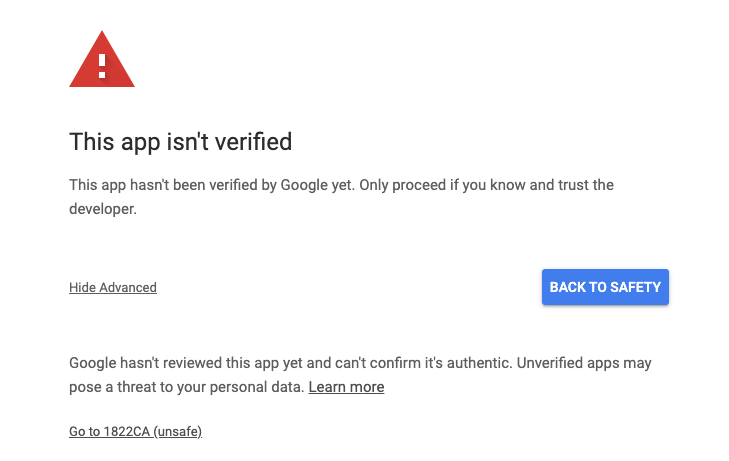 This app isn't verified
This app hasn't been verified by Google yet. Only proceed if you know and trust the
developer.
Hide Advanced
BACK TO SAFETY
Google hasn't reviewed this app yet and can't confirm it's authentic. Unverified apps may
pose a threat to your personal data. Learn more
Go to 1822CA (unsafe)